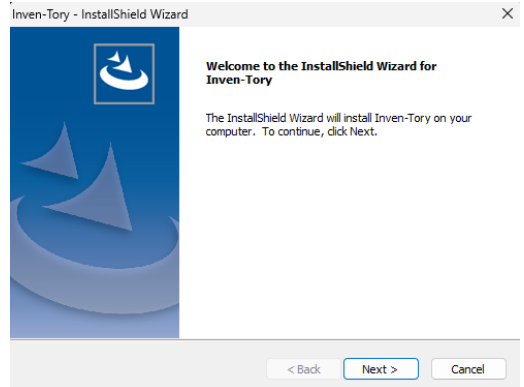 Inven-Tory - InstallShield Wizard
Welcome to the InstallShield Wizard for
Inven-Tory
The InstallShield Wizard will install Inven-Tory on your
computer. To continue, click Next.
< Back
Next >
Cancel